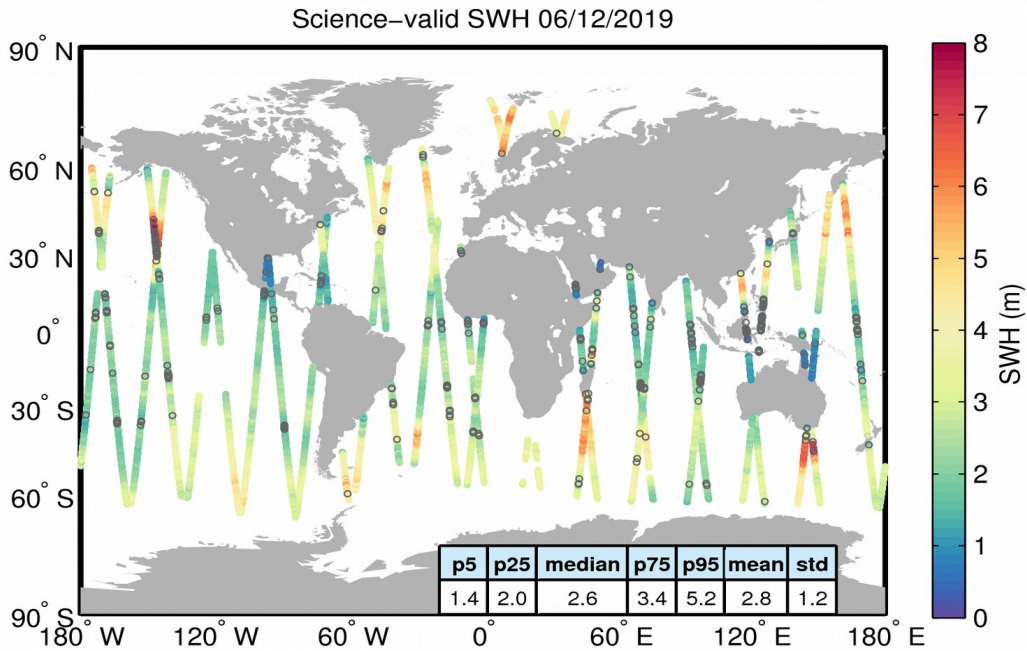 Science−valid SWH 06/12/2019
90° N
60° N
30° N
0°
30° S
60° S
90° S
180° W
120° W
60° W
0°
60° E
120° E
180° E
p5 p25 median p75 p95 mean std
1.4 2.0 2.6 3.4 5.2 2.8 1.2
8
7
6
5
4
3
2
1
0
SWH (m)